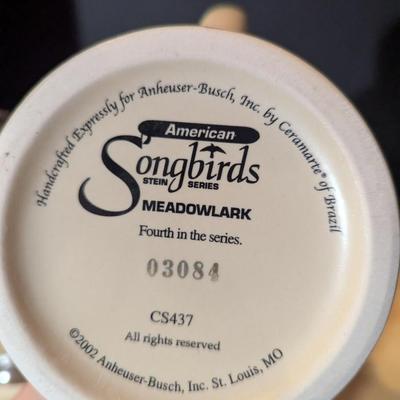 Handcrafted Expressly for Anheuser-Busch, Inc. by Ceramarte® of Brazil
American
Songbirds
STEIN SERIES
MEADOWLARK
Fourth in the series.
03084
CS437
All rights reserved
©2002 Anheuser-Busch, Inc. St. Louis, MO